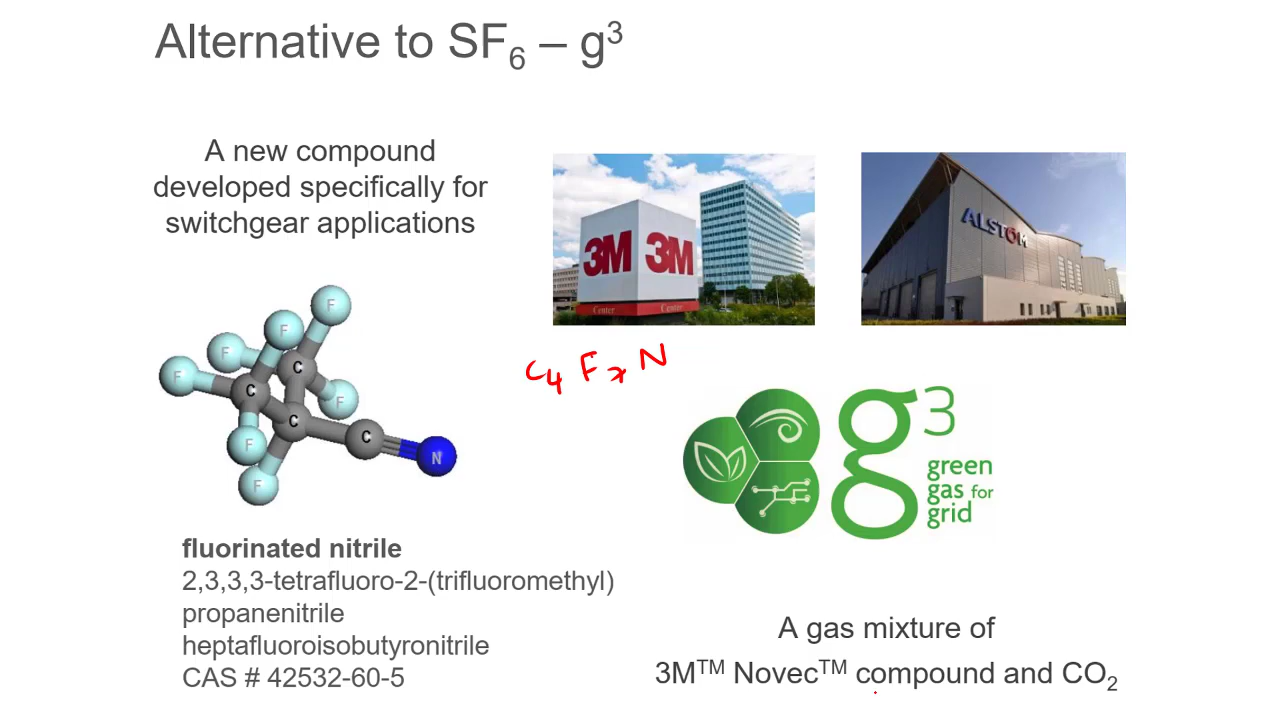 Alternative to SF₆ – g³
A new compound
developed specifically for
switchgear applications
3M 3M
Center Center
ALSTOM
C₄ F₇ N
F
F
F
F
C
C
F
C
F
C
N
F
g³
green
gas for
grid
fluorinated nitrile
2,3,3,3-tetrafluoro-2-(trifluoromethyl)
propanenitrile
heptafluoroisobutyronitrile
CAS # 42532-60-5
A gas mixture of
3M™ Novec™ compound and CO₂